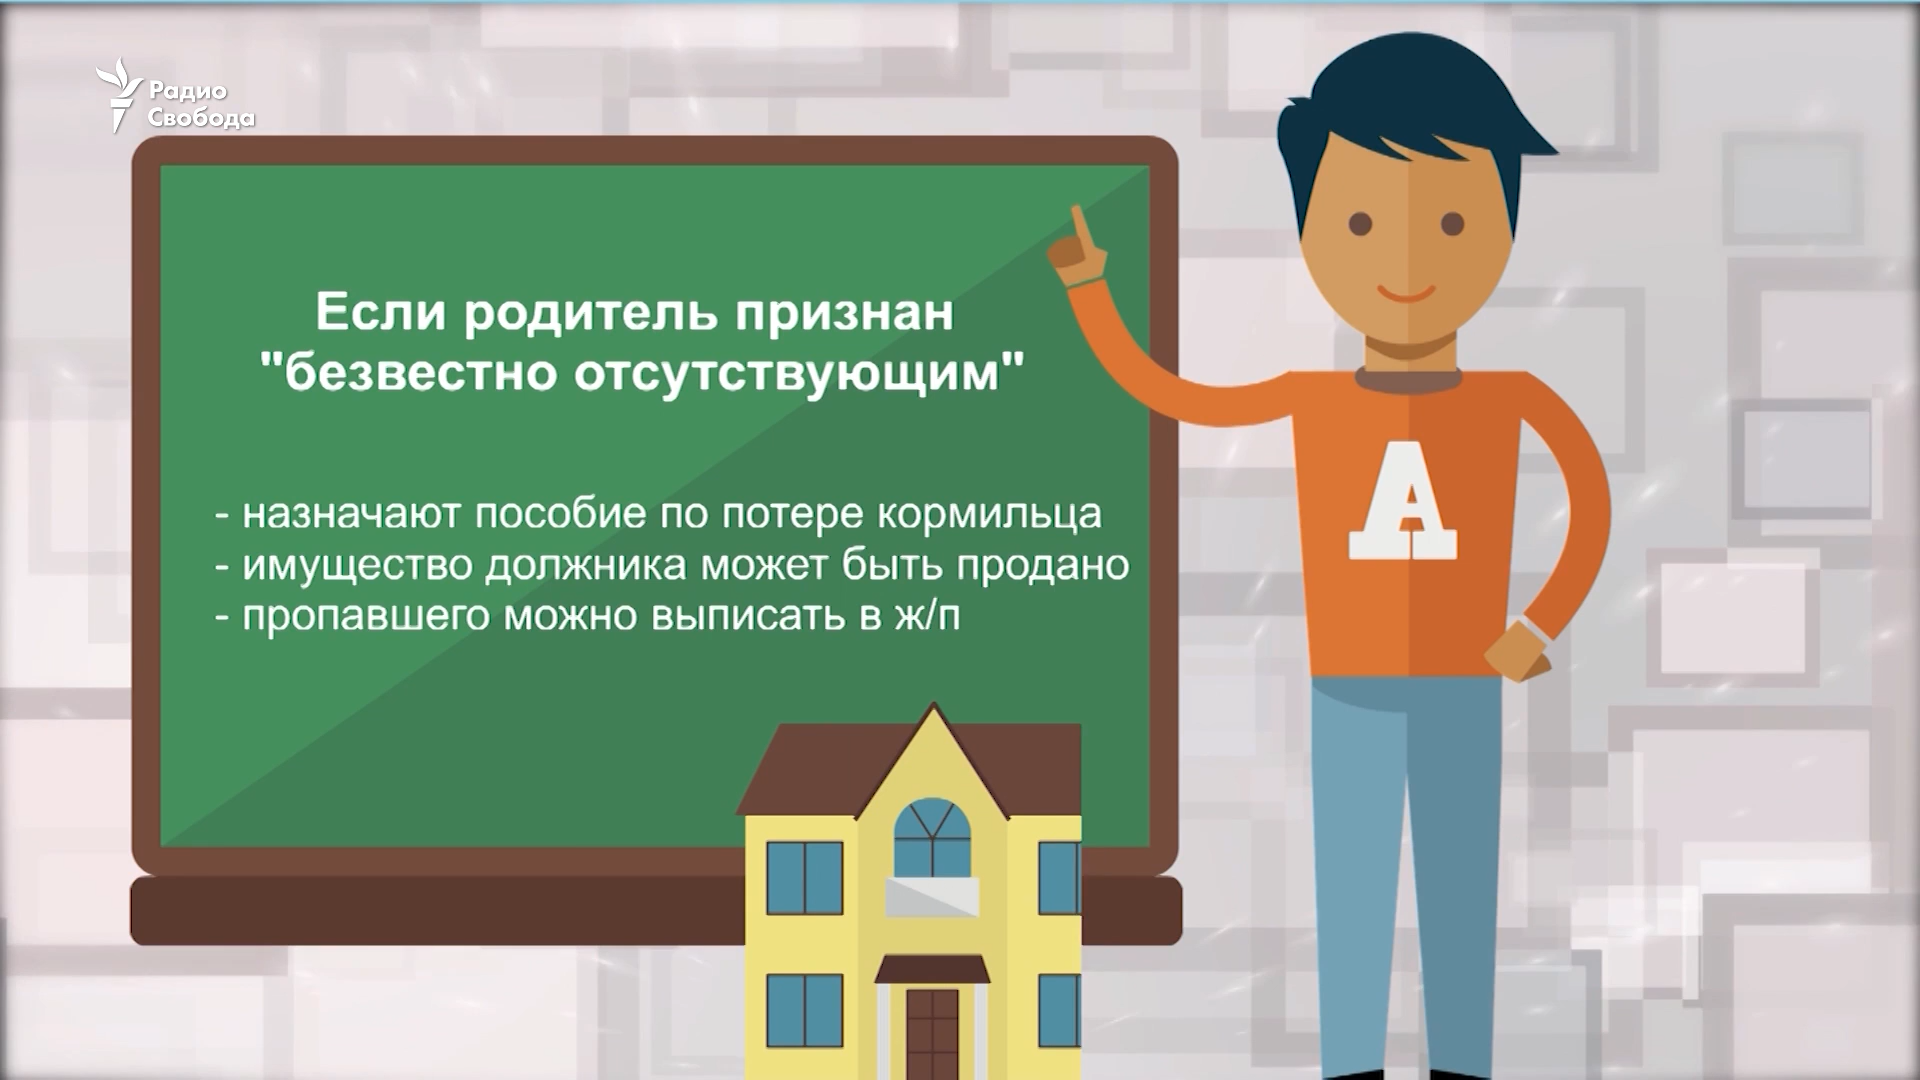 Радио
Свобода
Если родитель признан
"безвестно отсутствующим"
- назначают пособие по потере кормильца
- имущество должника может быть продано
- пропавшего можно выписать в ж/п
A